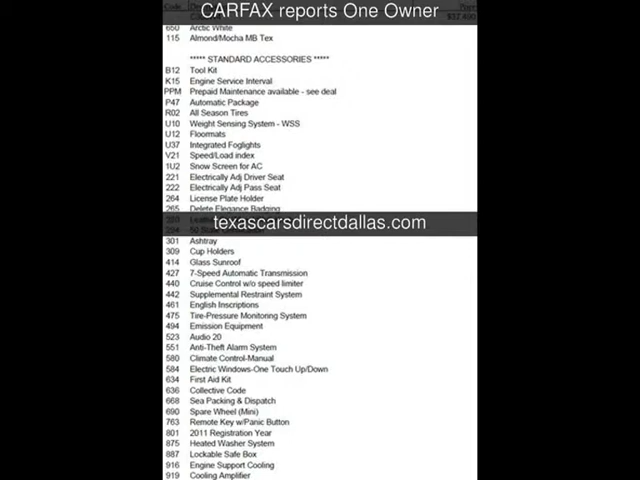 CARFAX reports One Owner
650 Arctic White
115 Almond/Mocha MB Tex
***** STANDARD ACCESSORIES *****
B12 Tool Kit
K15 Engine Service Interval
PPM Prepaid Maintenance available - see deal
P47 Automatic Package
R02 All Season Tires
U10 Weight Sensing System - WSS
U12 Floormats
U37 Integrated Foglights
V21 Speed/Load index
1U2 Snow Screen for AC
221 Electrically Adj Driver Seat
222 Electrically Adj Pass Seat
264 License Plate Holder
265 Delete Elegance Badging
texascarsdirectdallas.com
301 Ashtray
309 Cup Holders
414 Glass Sunroof
427 7-Speed Automatic Transmission
440 Cruise Control w/o speed limiter
442 Supplemental Restraint System
461 English Inscriptions
475 Tire-Pressure Monitoring System
494 Emission Equipment
523 Audio 20
551 Anti-Theft Alarm System
580 Climate Control-Manual
584 Electric Windows-One Touch Up/Down
634 First Aid Kit
636 Collective Code
668 Sea Packing & Dispatch
690 Spare Wheel (Mini)
763 Remote Key w/Panic Button
801 2011 Registration Year
875 Heated Washer System
887 Lockable Safe Box
916 Engine Support Cooling
919 Cooling Amplifier